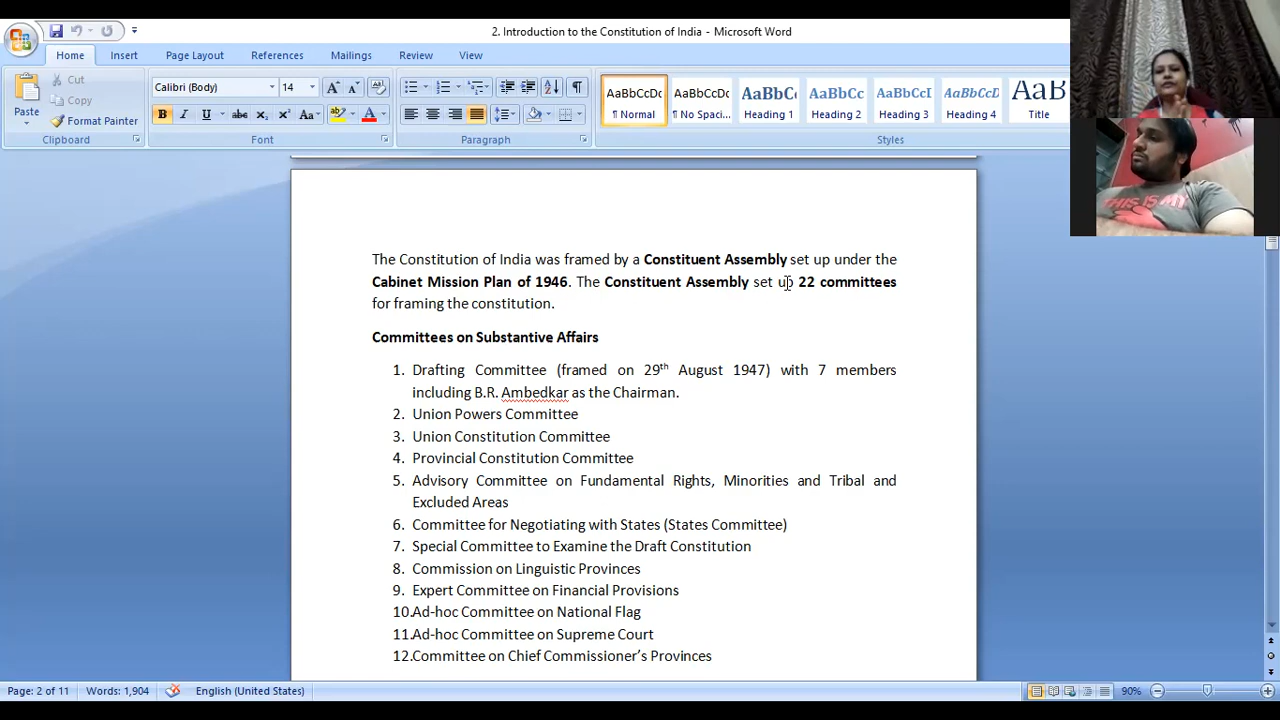 2. Introduction to the Constitution of India - Microsoft Word
Home Insert Page Layout References Mailings Review View
Paste
Cut
Copy
Format Painter
Clipboard
Calibri (Body) 14
B I U abc x₂ x² Aa
Font
Paragraph
AaBbCcDc AaBbCcDc AaBbC AaBbCc AaBbCcI AaBbCcD AaBb
¶ Normal ¶ No Spaci... Heading 1 Heading 2 Heading 3 Heading 4 Title
Styles
THIS IS MY
The Constitution of India was framed by a Constituent Assembly set up under the
Cabinet Mission Plan of 1946. The Constituent Assembly set up 22 committees
for framing the constitution.
Committees on Substantive Affairs
1. Drafting Committee (framed on 29th August 1947) with 7 members
including B.R. Ambedkar as the Chairman.
2. Union Powers Committee
3. Union Constitution Committee
4. Provincial Constitution Committee
5. Advisory Committee on Fundamental Rights, Minorities and Tribal and
Excluded Areas
6. Committee for Negotiating with States (States Committee)
7. Special Committee to Examine the Draft Constitution
8. Commission on Linguistic Provinces
9. Expert Committee on Financial Provisions
10.Ad-hoc Committee on National Flag
11.Ad-hoc Committee on Supreme Court
12.Committee on Chief Commissioner's Provinces
Page: 2 of 11 Words: 1,904 English (United States) 90%